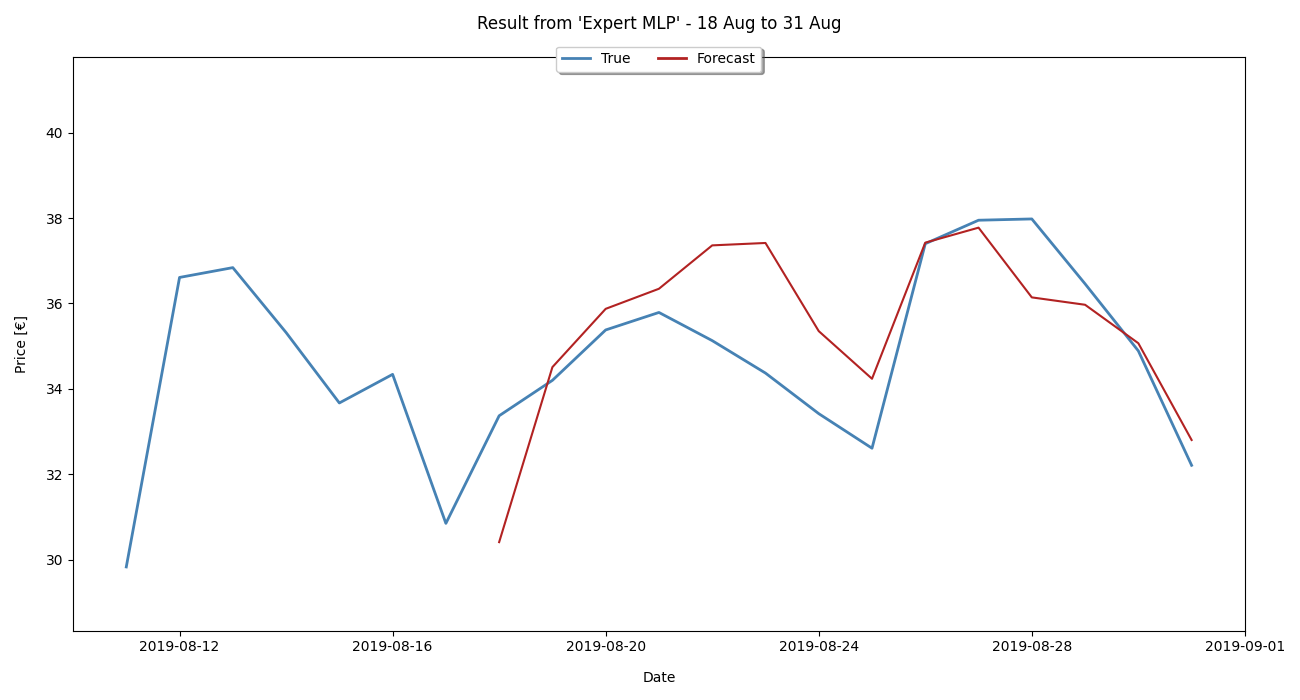 Result from 'Expert MLP' - 18 Aug to 31 Aug
True Forecast
Price [€]
40
38
36
34
32
30
2019-08-12 2019-08-16 2019-08-20 2019-08-24 2019-08-28 2019-09-01
Date